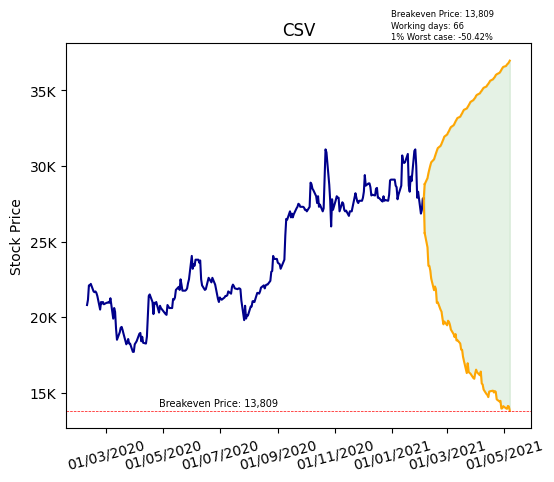 Breakeven Price: 13,809
Working days: 66
1% Worst case: -50.42%
CSV
Stock Price
35K
30K
25K
20K
15K
Breakeven Price: 13,809
01/03/2020
01/05/2020
01/07/2020
01/09/2020
01/11/2020
01/01/2021
01/03/2021
01/05/2021